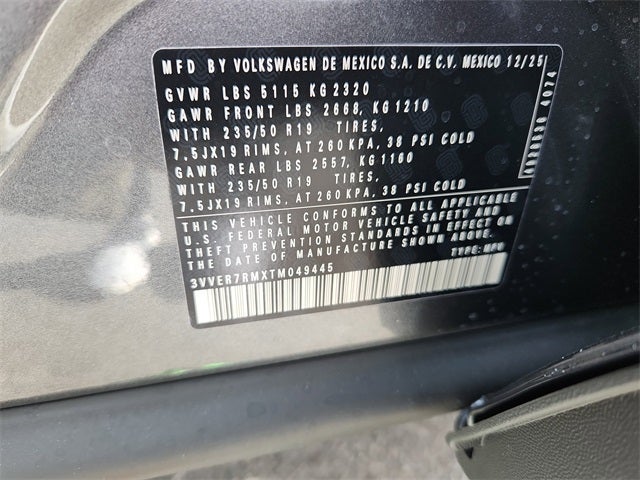 MFD BY VOLKSWAGEN DE MEXICO S.A. DE C.V. MEXICO 12/25
GVWR LBS 5115 KG 2320
GAWR FRONT LBS 2668, KG 1210
WITH 235/50 R19 TIRES,
7.5JX19 RIMS, AT 260 KPA, 38 PSI COLD
GAWR REAR LBS 2557, KG 1160
WITH 235/50 R19 TIRES,
7.5JX19 RIMS, AT 260 KPA, 38 PSI COLD
THIS VEHICLE CONFORMS TO ALL APPLICABLE
U.S. FEDERAL MOTOR VEHICLE SAFETY AND
THEFT PREVENTION STANDARDS IN EFFECT ON
THE DATE OF MANUFACTURE SHOWN ABOVE.
3VVER7RMXTM049445 TYPE: MPV
4074